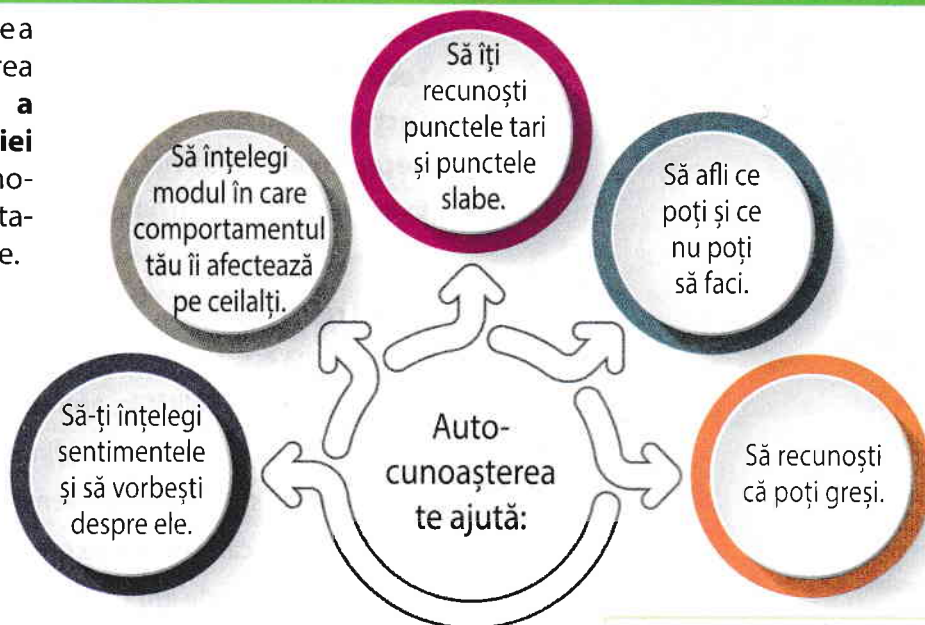 Să-ți înțelegi
sentimentele
și să vorbești
despre ele.
Să înțelegi
modul în care
comportamentul
tău îi afectează
pe ceilalți.
Să îți
recunoști
punctele tari
și punctele
slabe.
Să afli ce
poți și ce
nu poți
să faci.
Să recunoști
că poți greși.
Auto-
cunoașterea
te ajută: